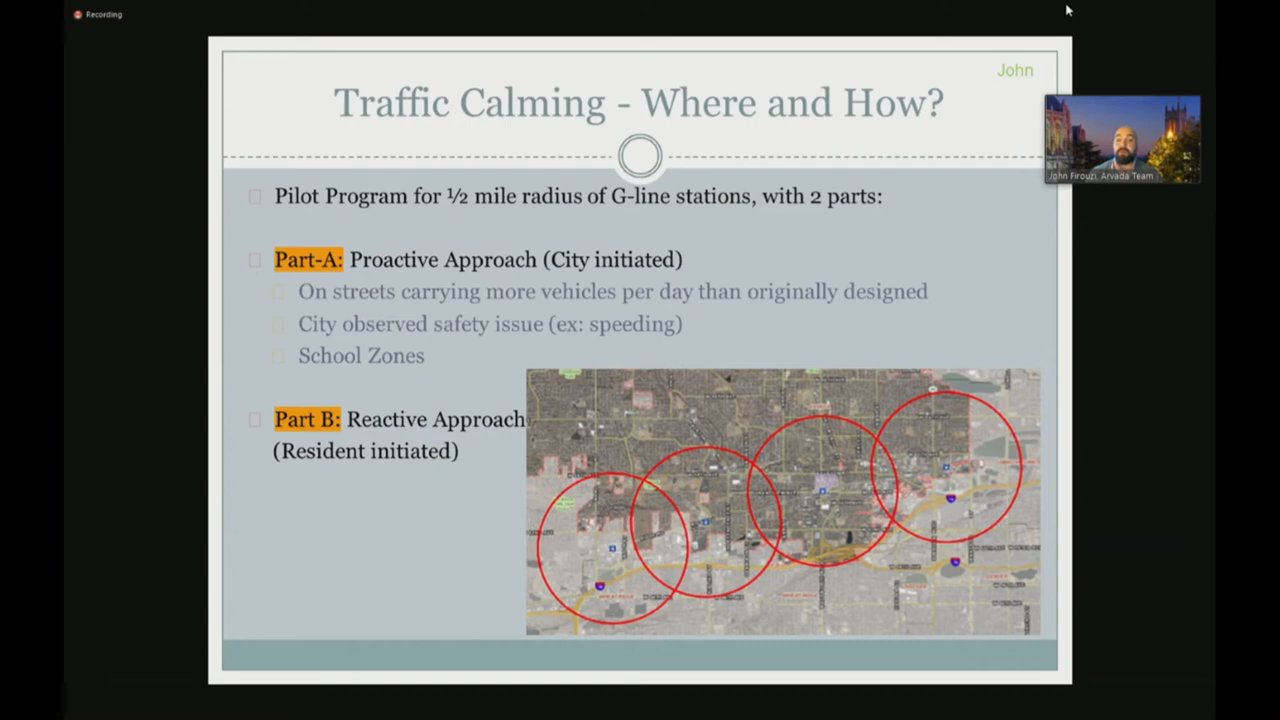 Recording
John
Traffic Calming - Where and How?
John Firouzi, Arvada Team
Pilot Program for ½ mile radius of G-line stations, with 2 parts:
Part-A: Proactive Approach (City initiated)
On streets carrying more vehicles per day than originally designed
City observed safety issue (ex: speeding)
School Zones
Part B: Reactive Approach
(Resident initiated)